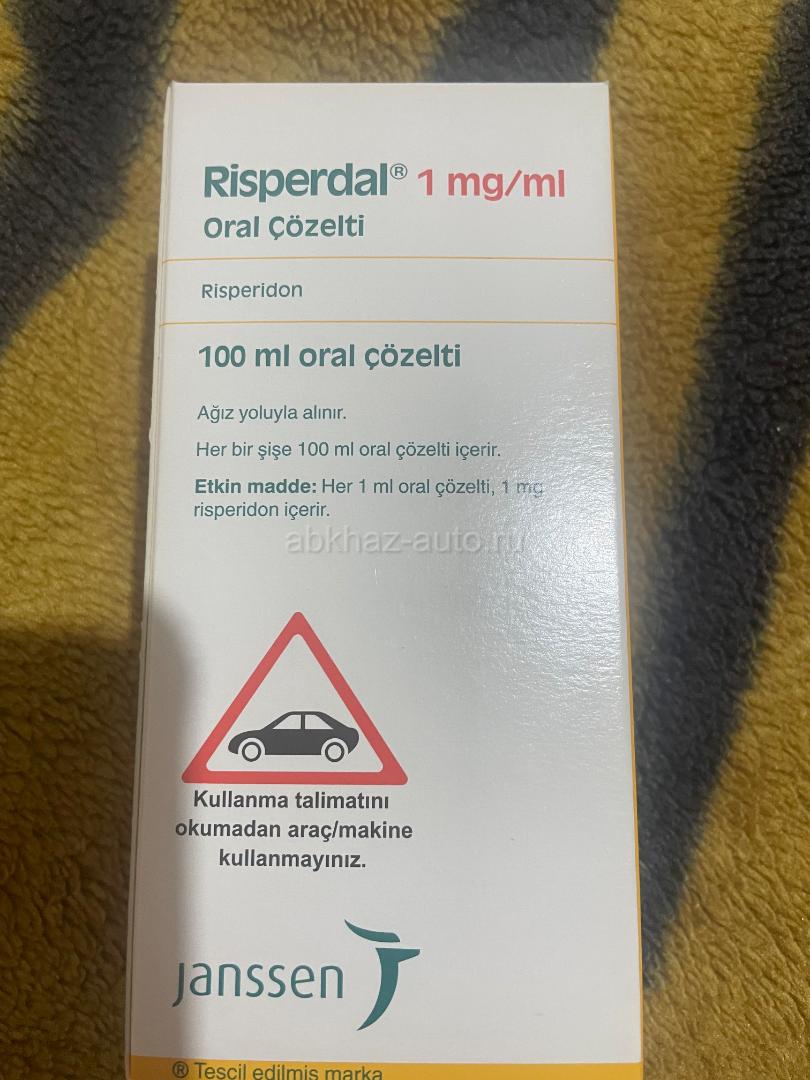 Risperdal® 1 mg/ml
Oral Çözelti
Risperidon
100 ml oral çözelti
Ağız yoluyla alınır.
Her bir şişe 100 ml oral çözelti içerir.
Etkin madde: Her 1 ml oral çözelti, 1 mg
risperidon içerir.
abkhaz-auto.ru
Kullanma talimatını
okumadan araç/makine
kullanmayınız.
janssen
® Tescil edilmiş marka